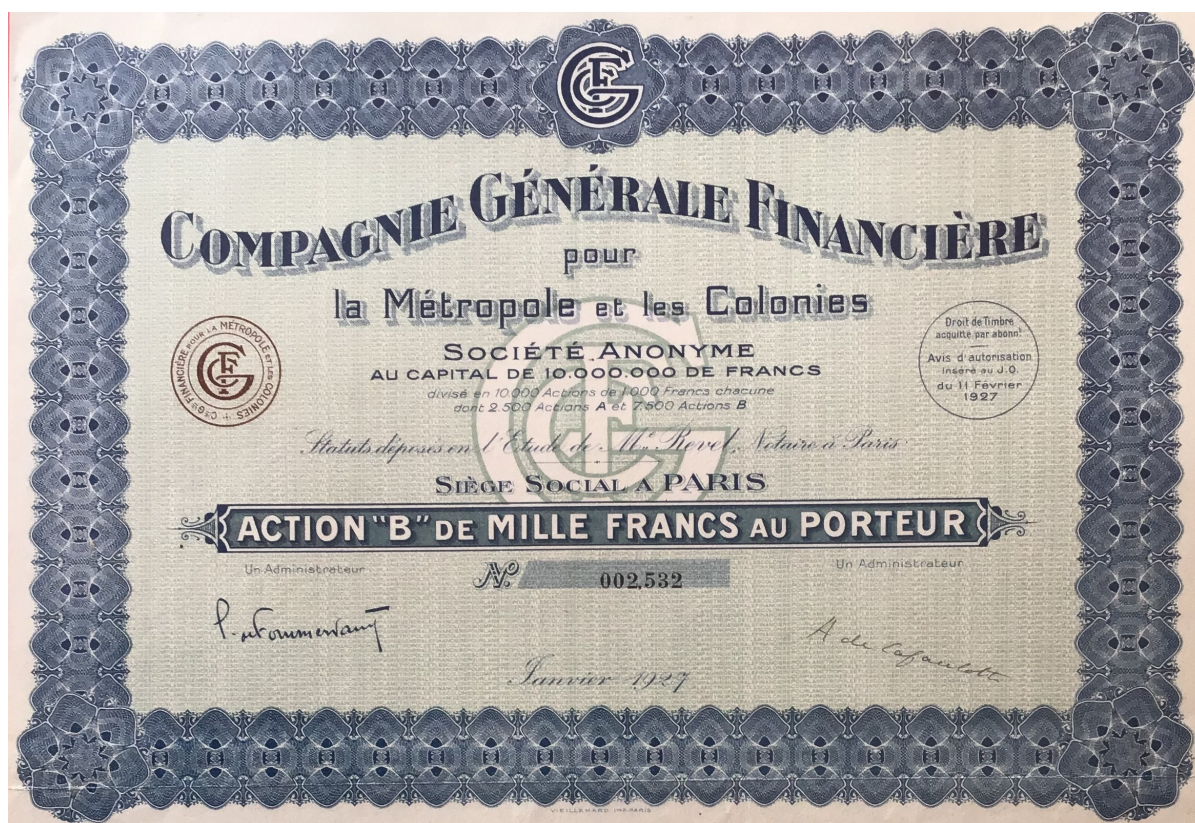 COMPAGNIE GÉNÉRALE FINANCIÈRE
pour
la Métropole et les Colonies
SOCIÉTÉ ANONYME
AU CAPITAL DE 10.000.000 DE FRANCS
divisé en 10.000 Actions de 1.000 Francs chacune
dont 2.500 Actions A et 7.500 Actions B
Statuts déposés en l'Etude de Me Revel, Notaire à Paris
SIÈGE SOCIAL A PARIS
Cie Gle FINANCIÈRE POUR LA MÉTROPOLE ET LES COLONIES
Droit de Timbre
acquitté par abonnt
Avis d'autorisation
inséré au J.O.
du 11 Février
1927
ACTION "B" DE MILLE FRANCS AU PORTEUR
Un Administrateur
No 002,532
Un Administrateur
A de
Janvier 1927
VIEILLEMARD IMP. PARIS